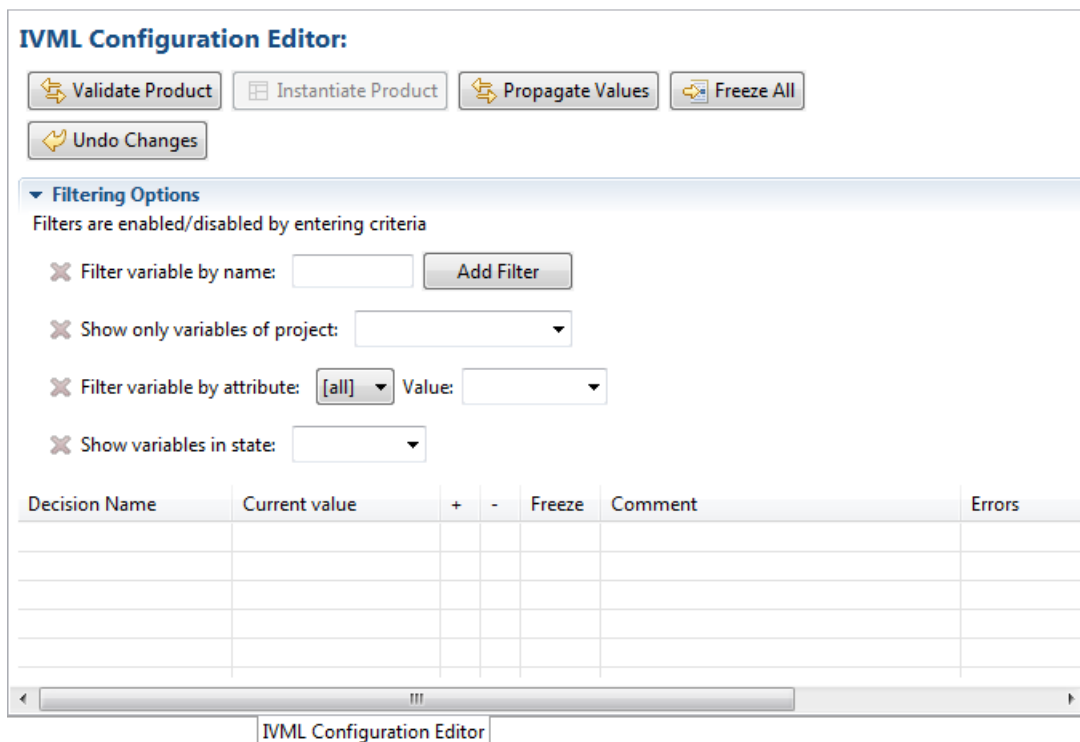 IVML Configuration Editor:
Validate Product Instantiate Product Propagate Values Freeze All
Undo Changes
Filtering Options
Filters are enabled/disabled by entering criteria
Filter variable by name: Add Filter
Show only variables of project:
Filter variable by attribute: [all] Value:
Show variables in state:
Decision Name Current value + - Freeze Comment Errors
IVML Configuration Editor